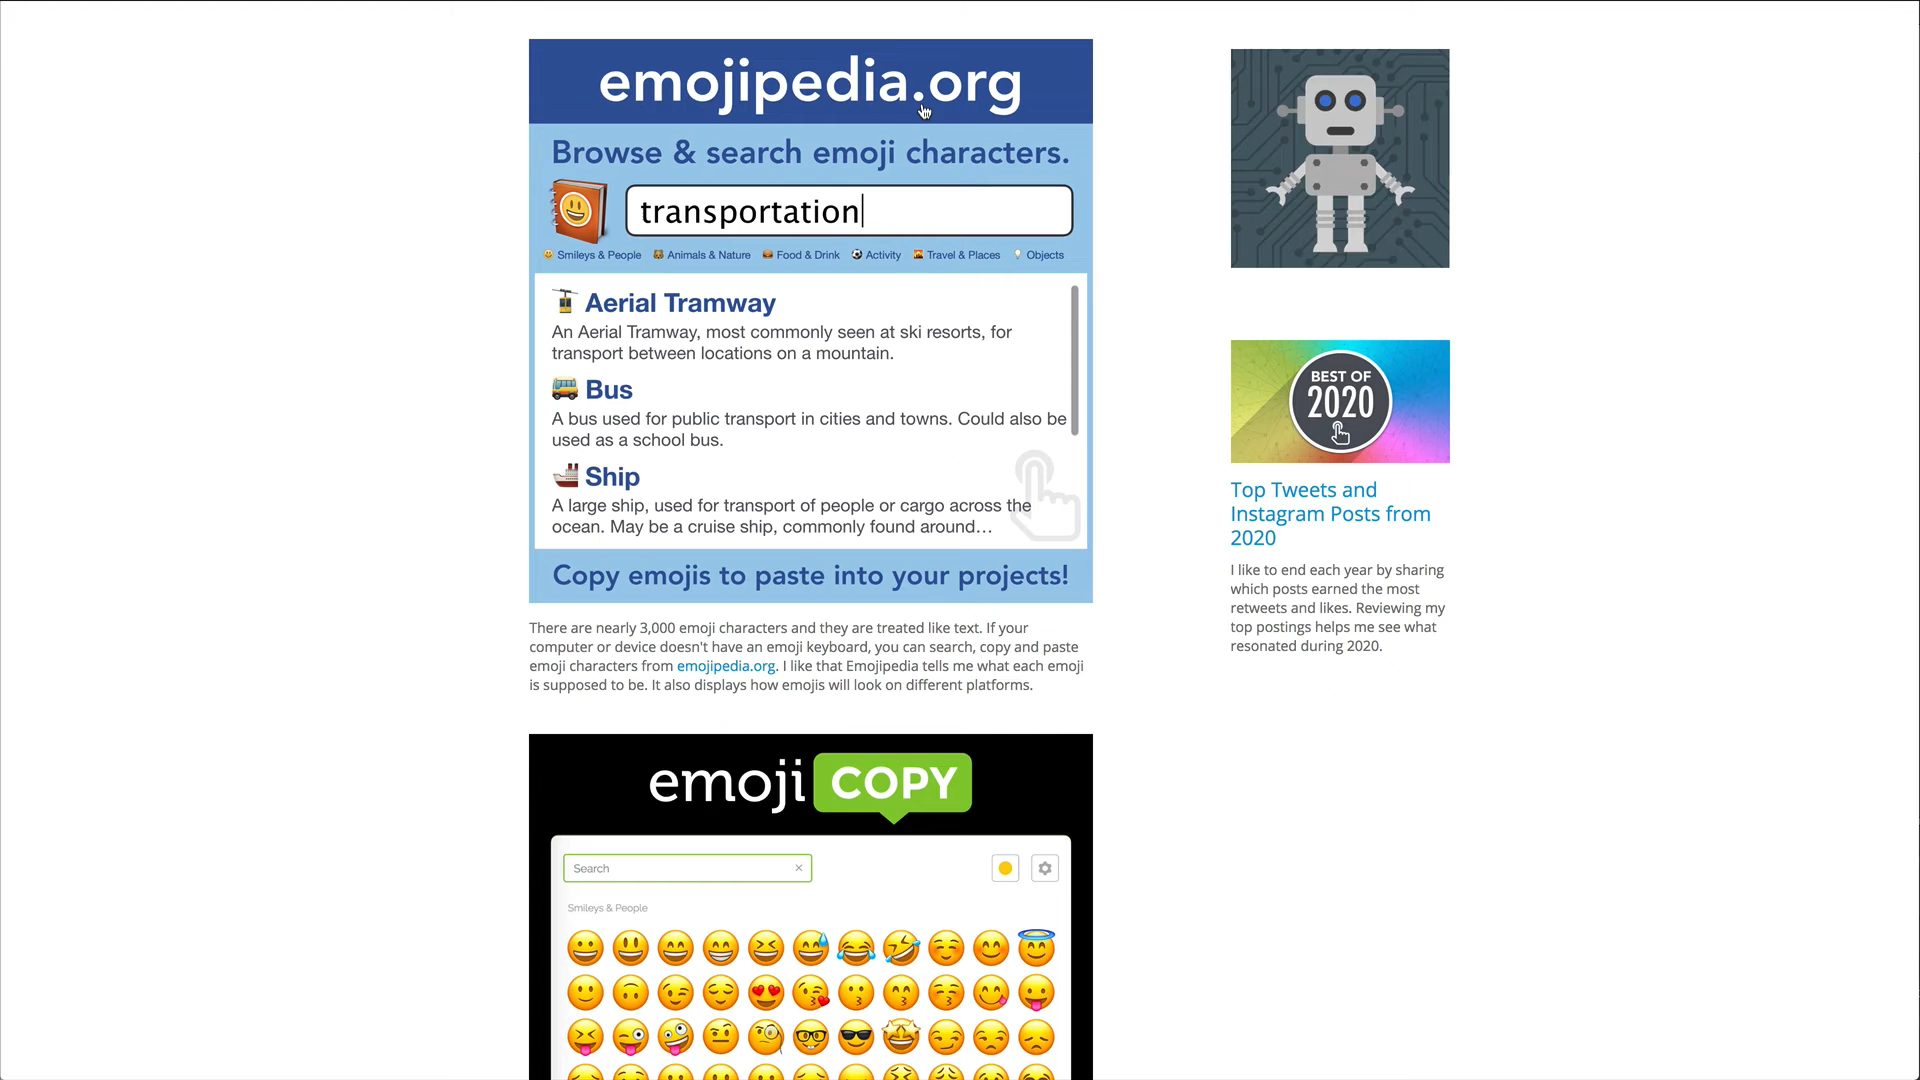 emojipedia.org
Browse & search emoji characters.
transportation
Smileys & People Animals & Nature Food & Drink Activity Travel & Places Objects
Aerial Tramway
An Aerial Tramway, most commonly seen at ski resorts, for
transport between locations on a mountain.
Bus
A bus used for public transport in cities and towns. Could also be
used as a school bus.
Ship
A large ship, used for transport of people or cargo across the
ocean. May be a cruise ship, commonly found around…
Copy emojis to paste into your projects!
There are nearly 3,000 emoji characters and they are treated like text. If your
computer or device doesn't have an emoji keyboard, you can search, copy and paste
emoji characters from emojipedia.org. I like that Emojipedia tells me what each emoji
is supposed to be. It also displays how emojis will look on different platforms.
emoji COPY
Search
Smileys & People
BEST OF
2020
Top Tweets and
Instagram Posts from
2020
I like to end each year by sharing
which posts earned the most
retweets and likes. Reviewing my
top postings helps me see what
resonated during 2020.